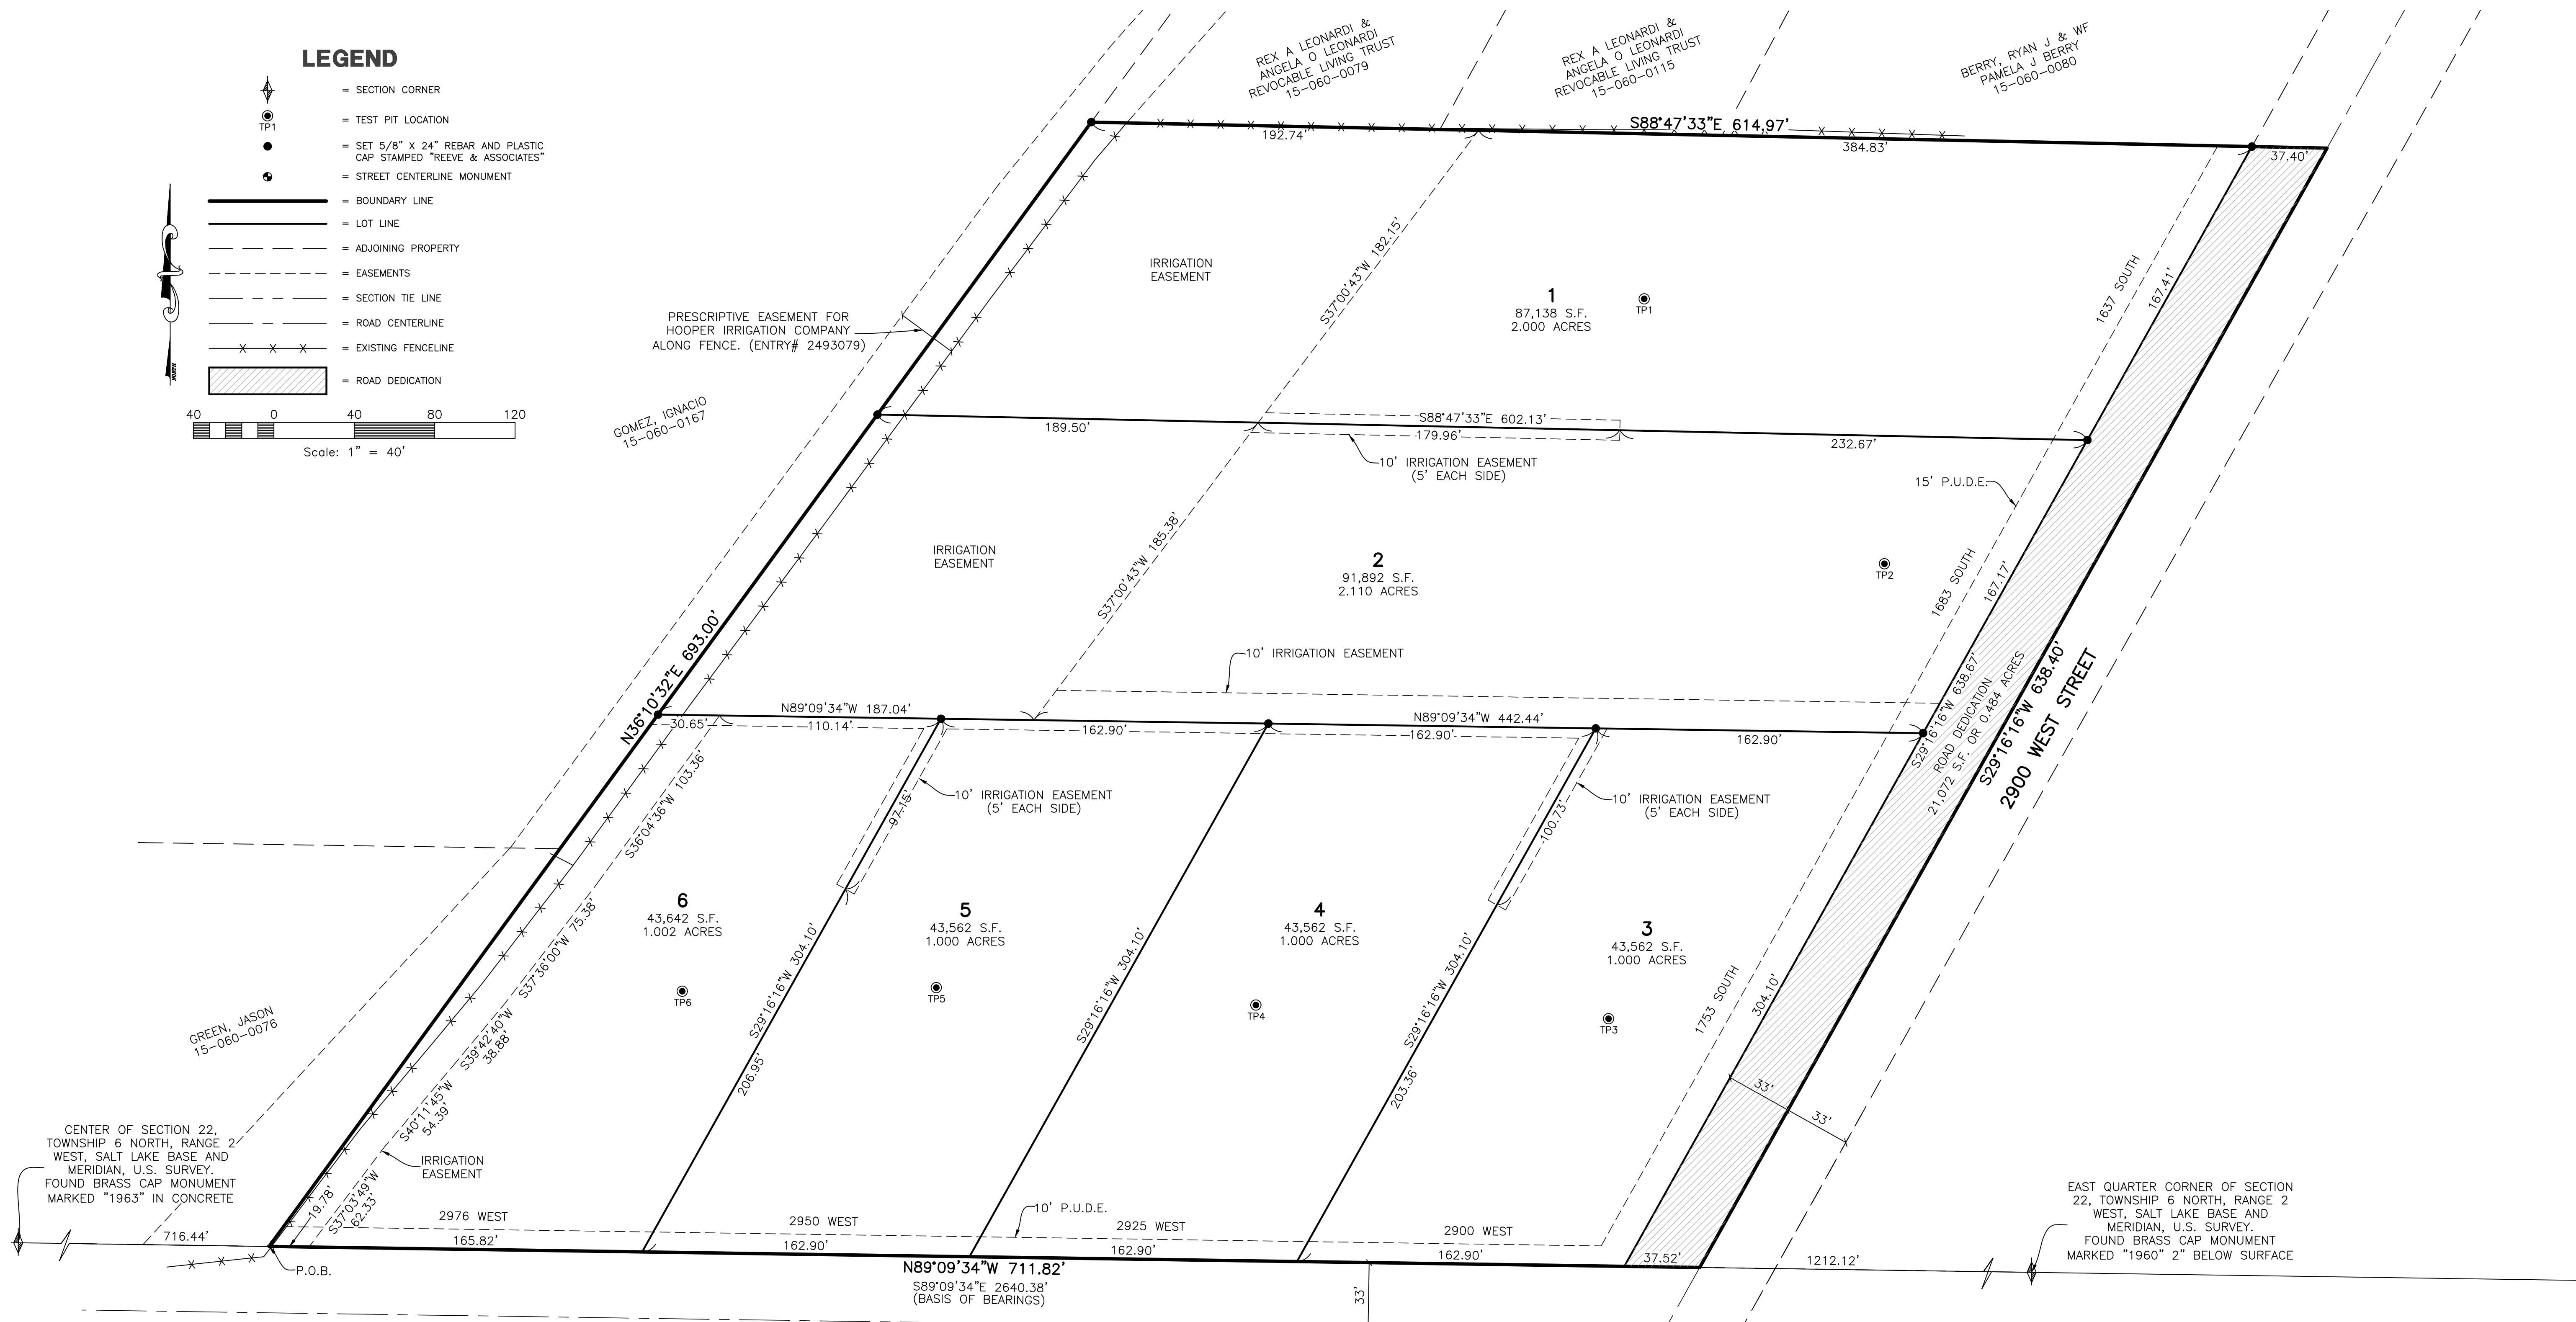 LEGEND
= SECTION CORNER
TP1
= TEST PIT LOCATION
= SET 5/8" X 24" REBAR AND PLASTIC
CAP STAMPED "REEVE & ASSOCIATES"
= STREET CENTERLINE MONUMENT
= BOUNDARY LINE
= LOT LINE
= ADJOINING PROPERTY
= EASEMENTS
= SECTION TIE LINE
= ROAD CENTERLINE
= EXISTING FENCELINE
= ROAD DEDICATION
40 0 40 80 120
Scale: 1" = 40'
REX A LEONARDI &
ANGELA O LEONARDI
REVOCABLE LIVING TRUST
15-060-0079
REX A LEONARDI &
ANGELA O LEONARDI
REVOCABLE LIVING TRUST
15-060-0115
BERRY, RYAN J & WF
PAMELA J BERRY
15-060-0080
S88°47'33"E 614.97'
192.74'
384.83'
37.40'
IRRIGATION
EASEMENT
S37°00'43"W 182.15'
1
87,138 S.F.
2.000 ACRES
TP1
1637 SOUTH
167.41'
PRESCRIPTIVE EASEMENT FOR
HOOPER IRRIGATION COMPANY
ALONG FENCE. (ENTRY# 2493079)
GOMEZ, IGNACIO
15-060-0167
S88°47'33"E 602.13'
189.50'
179.96'
232.67'
10' IRRIGATION EASEMENT
(5' EACH SIDE)
15' P.U.D.E.
IRRIGATION
EASEMENT
S37°00'43"W 185.38'
2
91,892 S.F.
2.110 ACRES
TP2
1683 SOUTH
167.17'
10' IRRIGATION EASEMENT
N36°10'32"E 693.00'
S29°16'16"W 638.67'
ROAD DEDICATION
21,072 S.F. OR 0.484 ACRES
S29°16'16"W 638.40'
2900 WEST STREET
N89°09'34"W 187.04'
N89°09'34"W 442.44'
30.65'
110.14'
162.90'
162.90'
162.90'
S36°04'36"W 103.36'
97.15'
10' IRRIGATION EASEMENT
(5' EACH SIDE)
100.73'
10' IRRIGATION EASEMENT
(5' EACH SIDE)
6
43,642 S.F.
1.002 ACRES
5
43,562 S.F.
1.000 ACRES
4
43,562 S.F.
1.000 ACRES
3
43,562 S.F.
1.000 ACRES
S37°36'00"W 75.38'
S29°16'16"W 304.10'
S29°16'16"W 304.10'
S29°16'16"W 304.10'
304.10'
1753 SOUTH
TP6
TP5
TP4
TP3
GREEN, JASON
15-060-0076
S39°42'40"W
38.88'
206.95'
203.36'
S40°11'45"W
54.39'
33'
33'
IRRIGATION
EASEMENT
CENTER OF SECTION 22,
TOWNSHIP 6 NORTH, RANGE 2
WEST, SALT LAKE BASE AND
MERIDIAN, U.S. SURVEY.
FOUND BRASS CAP MONUMENT
MARKED "1963" IN CONCRETE
19.78'
S37°03'49"W
62.33'
10' P.U.D.E.
2976 WEST
2950 WEST
2925 WEST
2900 WEST
EAST QUARTER CORNER OF SECTION
22, TOWNSHIP 6 NORTH, RANGE 2
WEST, SALT LAKE BASE AND
MERIDIAN, U.S. SURVEY.
FOUND BRASS CAP MONUMENT
MARKED "1960" 2" BELOW SURFACE
716.44'
165.82'
162.90'
162.90'
162.90'
37.52'
1212.12'
P.O.B.
N89°09'34"W 711.82'
S89°09'34"E 2640.38'
(BASIS OF BEARINGS)
33'